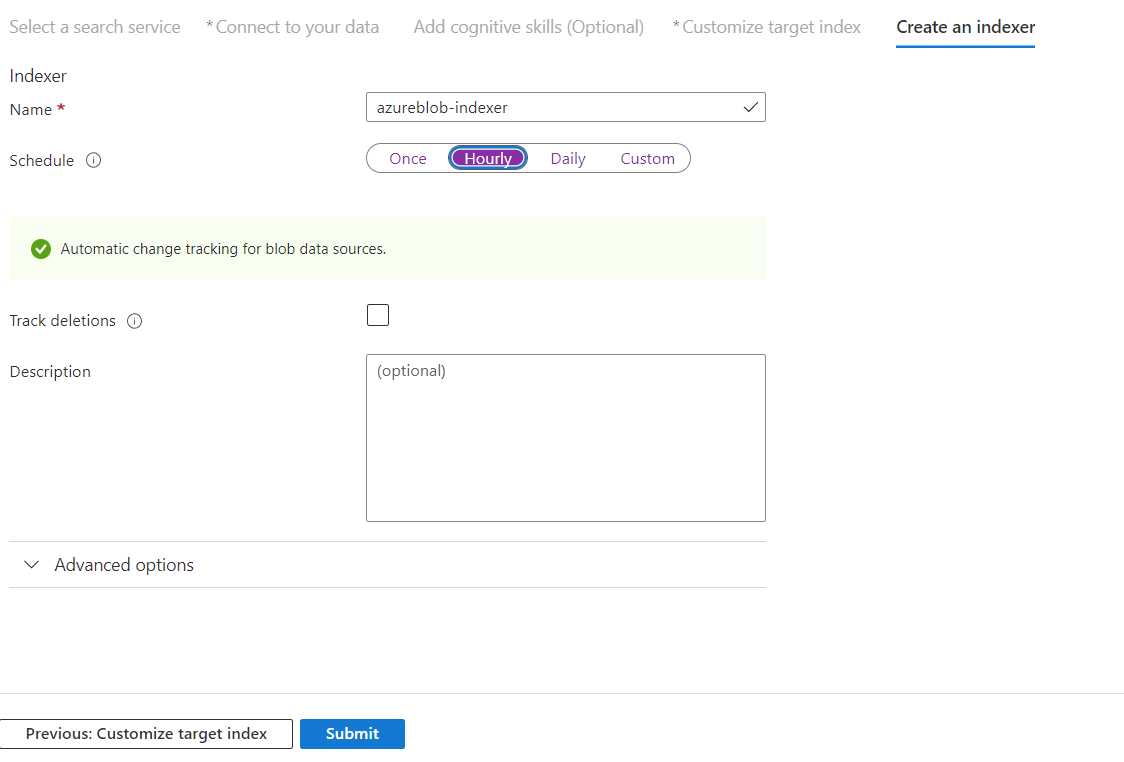 Select a search service * Connect to your data Add cognitive skills (Optional) * Customize target index Create an indexer
Indexer
Name * azureblob-indexer
Schedule Once Hourly Daily Custom
Automatic change tracking for blob data sources.
Track deletions
Description (optional)
Advanced options
Previous: Customize target index Submit